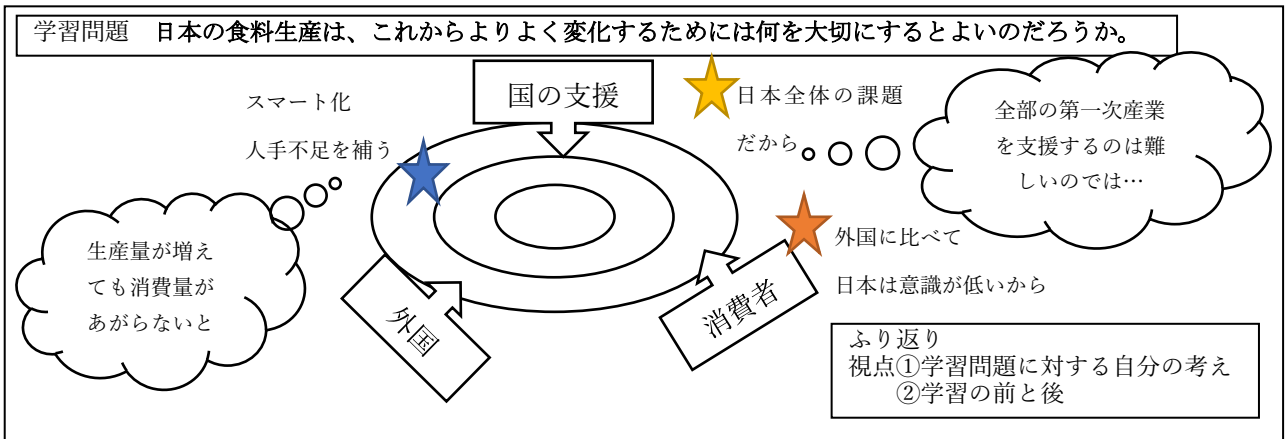 学習問題　日本の食料生産は、これからよりよく変化するためには何を大切にするとよいのだろうか。
国の支援
スマート化
人手不足を補う
日本全体の課題
だから
全部の第一次産業
を支援するのは難
しいのでは…
生産量が増え
ても消費量が
あがらないと
外国
消費者
外国に比べて
日本は意識が低いから
ふり返り
視点①学習問題に対する自分の考え
②学習の前と後